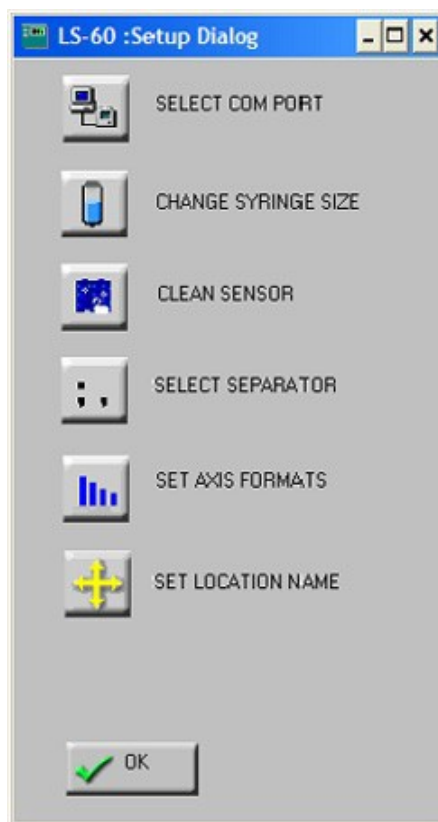 LS-60 :Setup Dialog
SELECT COM PORT
CHANGE SYRINGE SIZE
CLEAN SENSOR
; ,
SELECT SEPARATOR
SET AXIS FORMATS
SET LOCATION NAME
OK